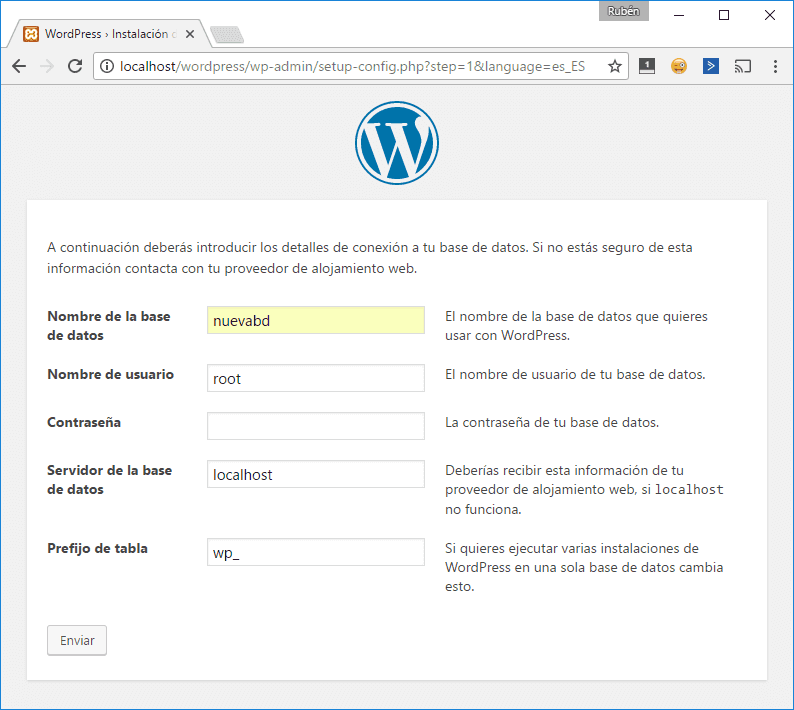 Rubén
WordPress › Instalación d
localhost/wordpress/wp-admin/setup-config.php?step=1&language=es_ES
1
A continuación deberás introducir los detalles de conexión a tu base de datos. Si no estás seguro de esta
información contacta con tu proveedor de alojamiento web.
Nombre de la base
de datos
nuevabd
El nombre de la base de datos que quieres
usar con WordPress.
Nombre de usuario
root
El nombre de usuario de tu base de datos.
Contraseña
La contraseña de tu base de datos.
Servidor de la base
de datos
localhost
Deberías recibir esta información de tu
proveedor de alojamiento web, si localhost
no funciona.
Prefijo de tabla
wp_
Si quieres ejecutar varias instalaciones de
WordPress en una sola base de datos cambia
esto.
Enviar